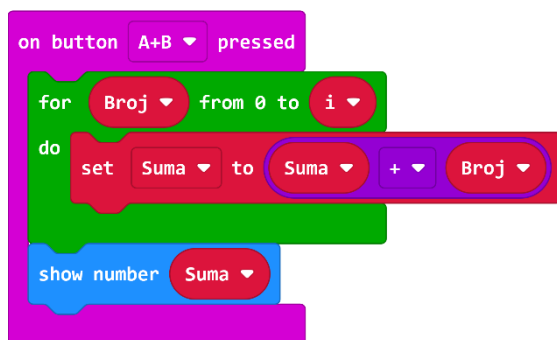 on button A+B pressed
for Broj from 0 to i
do
set Suma to Suma + Broj
show number Suma